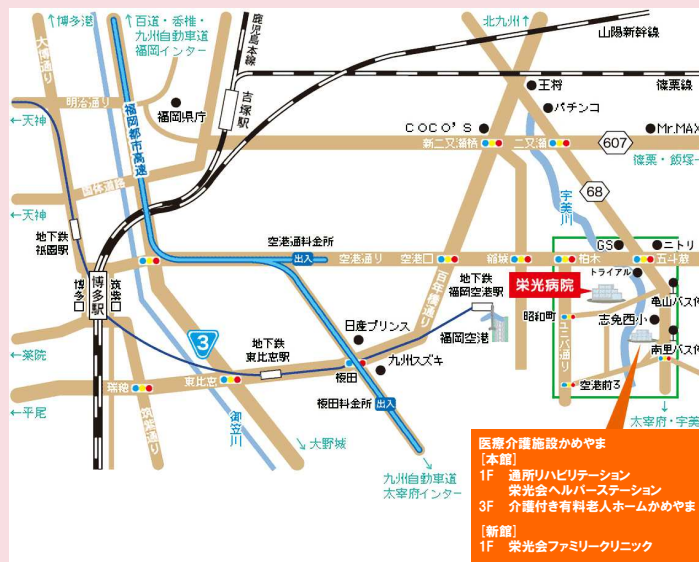 ↑博多港
↑百道・香椎・
九州自動車道
福岡インター
鹿児島本線
北九州↑
山陽新幹線
大博通り
吉塚駅
王将
篠栗線
明治通り
福岡県庁
パチンコ
←天神
福岡都市高速
COCO'S
Mr.MAX
新二又瀬橋
二又瀬
607
篠栗・飯塚
国体道路
68
宇美川
←天神
地下鉄
祇園駅
空港通料金所
出入
空港通り
空港口
稲城
柏木
GS
ニトリ
五斗蔵
トライアル
博多口
博多駅
筑紫口
栄光病院
地下鉄
福岡空港駅
百年橋通り
亀山バス停
昭和町
志免西小
日産プリンス
福岡空港
3
地下鉄
東比恵駅
ユニバ通り
南里バス停
←薬院
九州スズキ
榎田
東比恵
瑞穂
空港前3
榎田料金所
出入
←平尾
筑紫通り
御笠川
↘大野城
↓
太宰府・宇美
九州自動車道
太宰府インター
医療介護施設かめやま
[本館]
1F 通所リハビリテーション
栄光会ヘルパーステーション
3F 介護付き有料老人ホームかめやま
[新館]
1F 栄光会ファミリークリニック